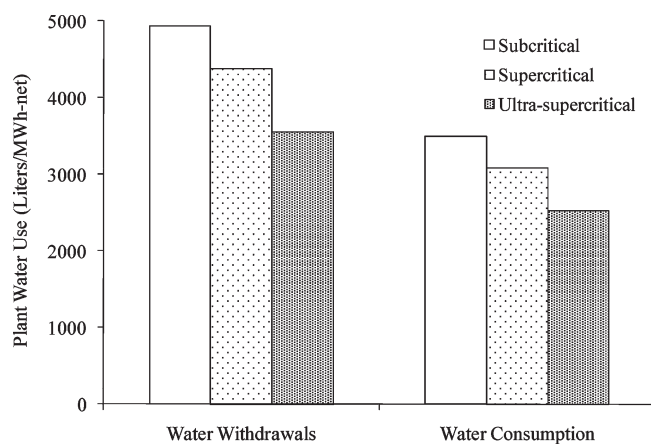 Plant Water Use (Liters/MWh-net)
5000
4000
3000
2000
1000
0
Subcritical
Supercritical
Ultra-supercritical
Water Withdrawals
Water Consumption